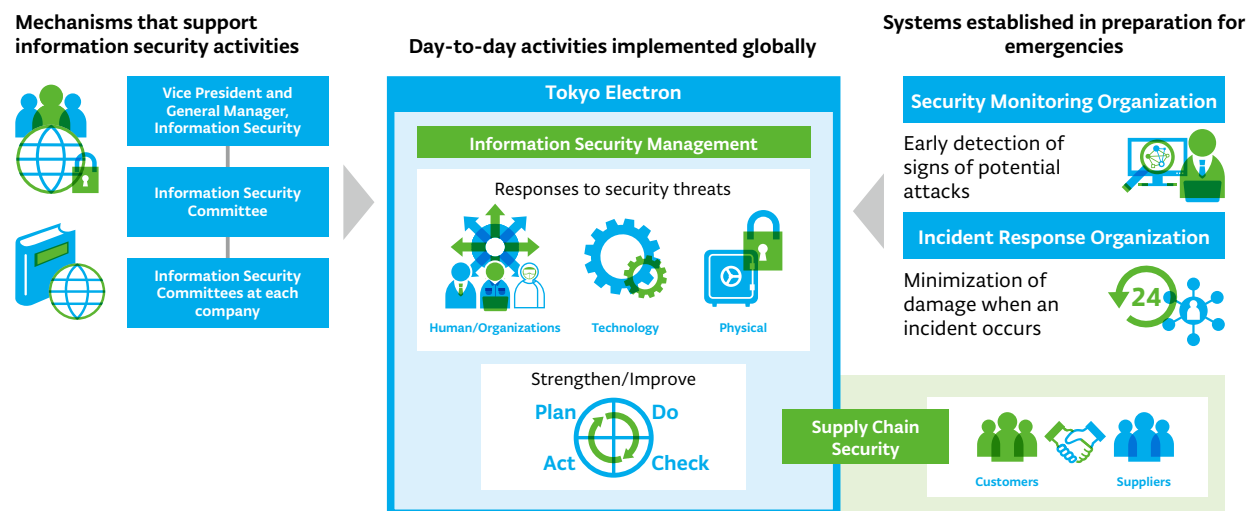 Mechanisms that support
information security activities
Vice President and
General Manager,
Information Security
Information Security
Committee
Information Security
Committees at each
company
Day-to-day activities implemented globally
Tokyo Electron
Information Security Management
Responses to security threats
Human/Organizations
Technology
Physical
Strengthen/Improve
Plan
Do
Act
Check
Systems established in preparation for
emergencies
Security Monitoring Organization
Early detection of
signs of potential
attacks
Incident Response Organization
Minimization of
damage when an
incident occurs
24
Supply Chain
Security
Customers
Suppliers